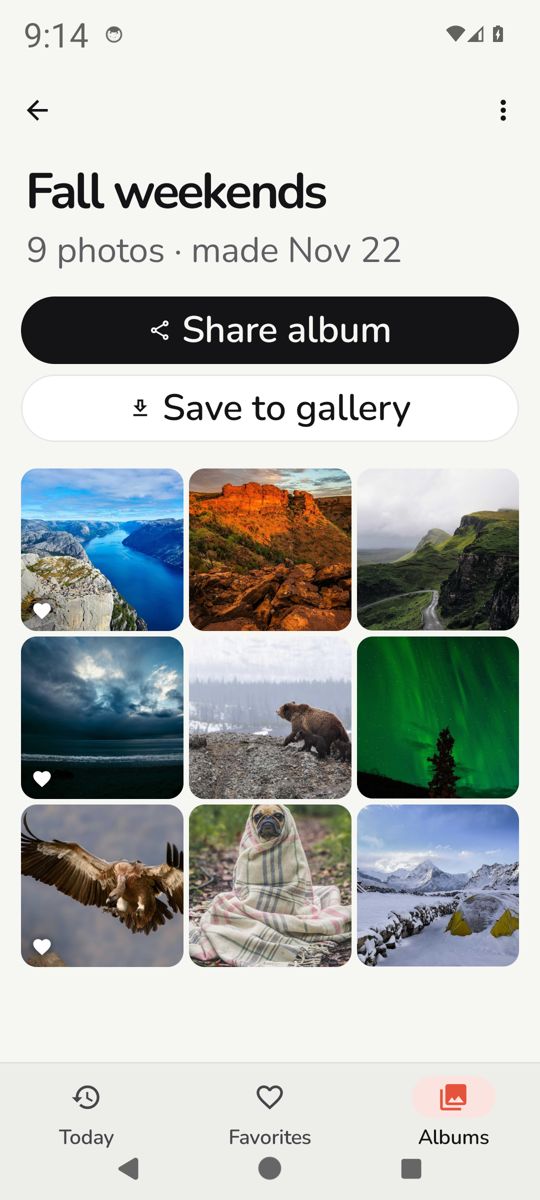 9:14
Fall weekends
9 photos · made Nov 22
Share album
Save to gallery
Today
Favorites
Albums